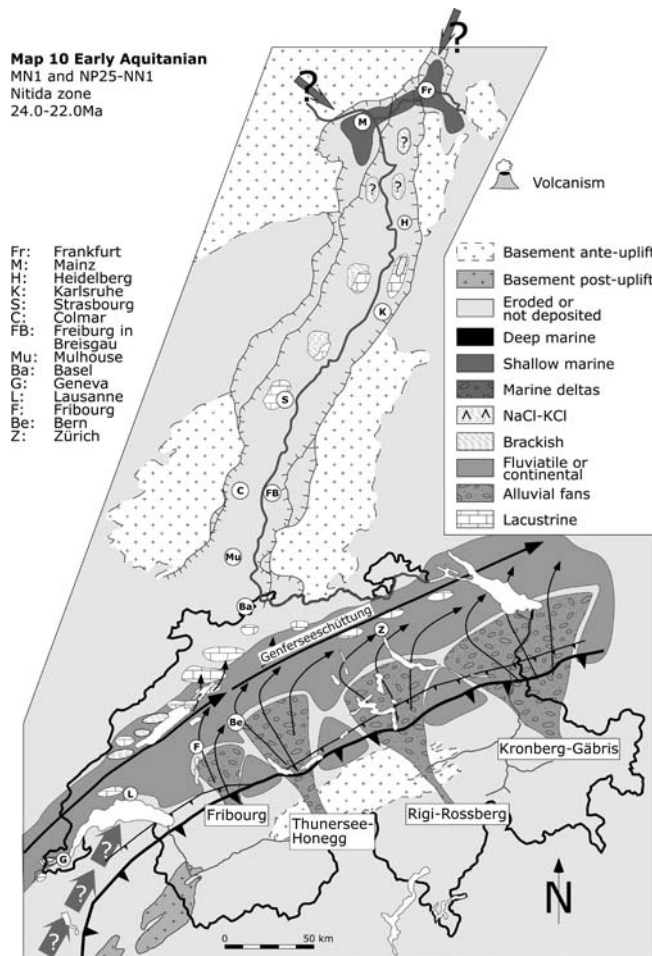 Map 10 Early Aquitanian
MN1 and NP25-NN1
Nitida zone
24.0-22.0Ma
?
?
Fr
M
?
?
?
H
K
S
C
FB
Mu
Ba
Volcanism
Fr: Frankfurt
M: Mainz
H: Heidelberg
K: Karlsruhe
S: Strasbourg
C: Colmar
FB: Freiburg in
Breisgau
Mu: Mulhouse
Ba: Basel
G: Geneva
L: Lausanne
F: Fribourg
Be: Bern
Z: Zürich
Basement ante-uplift
Basement post-uplift
Eroded or
not deposited
Deep marine
Shallow marine
Marine deltas
NaCl-KCl
Brackish
Fluviatile or
continental
Alluvial fans
Lacustrine
Genferseeschüttung
Z
Be
F
L
G
?
?
?
Kronberg-Gäbris
Rigi-Rossberg
Fribourg
Thunersee-
Honegg
N
0 50 km